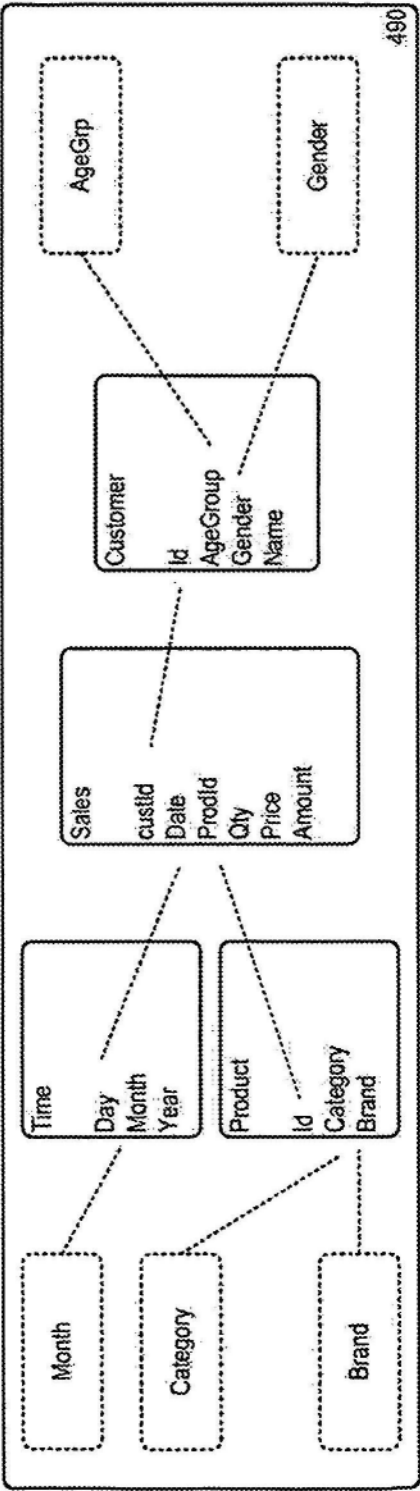 Month
Category
Brand
Time
Day
Month
Year
Product
Id
Category
Brand
Sales
custId
Date
ProdId
Qty
Price
Amount
Customer
Id
AgeGroup
Gender
Name
AgeGrp
Gender
490